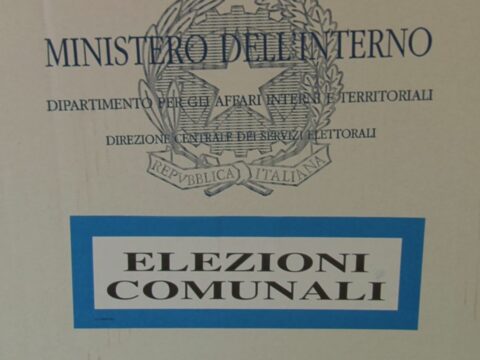 MINISTERO DELL'INTERNO
DIPARTIMENTO PER GLI AFFARI INTERNI E TERRITORIALI
DIREZIONE CENTRALE DEI SERVIZI ELETTORALI
REPVBBLICA ITALIANA
ELEZIONI
COMUNALI